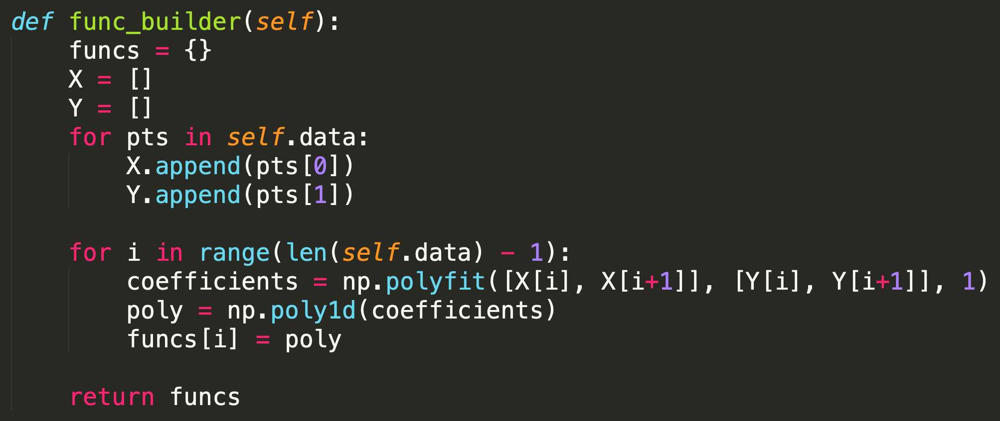 def func_builder(self):
    funcs = {}
    X = []
    Y = []
    for pts in self.data:
        X.append(pts[0])
        Y.append(pts[1])

    for i in range(len(self.data) - 1):
        coefficients = np.polyfit([X[i], X[i+1]], [Y[i], Y[i+1]], 1)
        poly = np.poly1d(coefficients)
        funcs[i] = poly

    return funcs